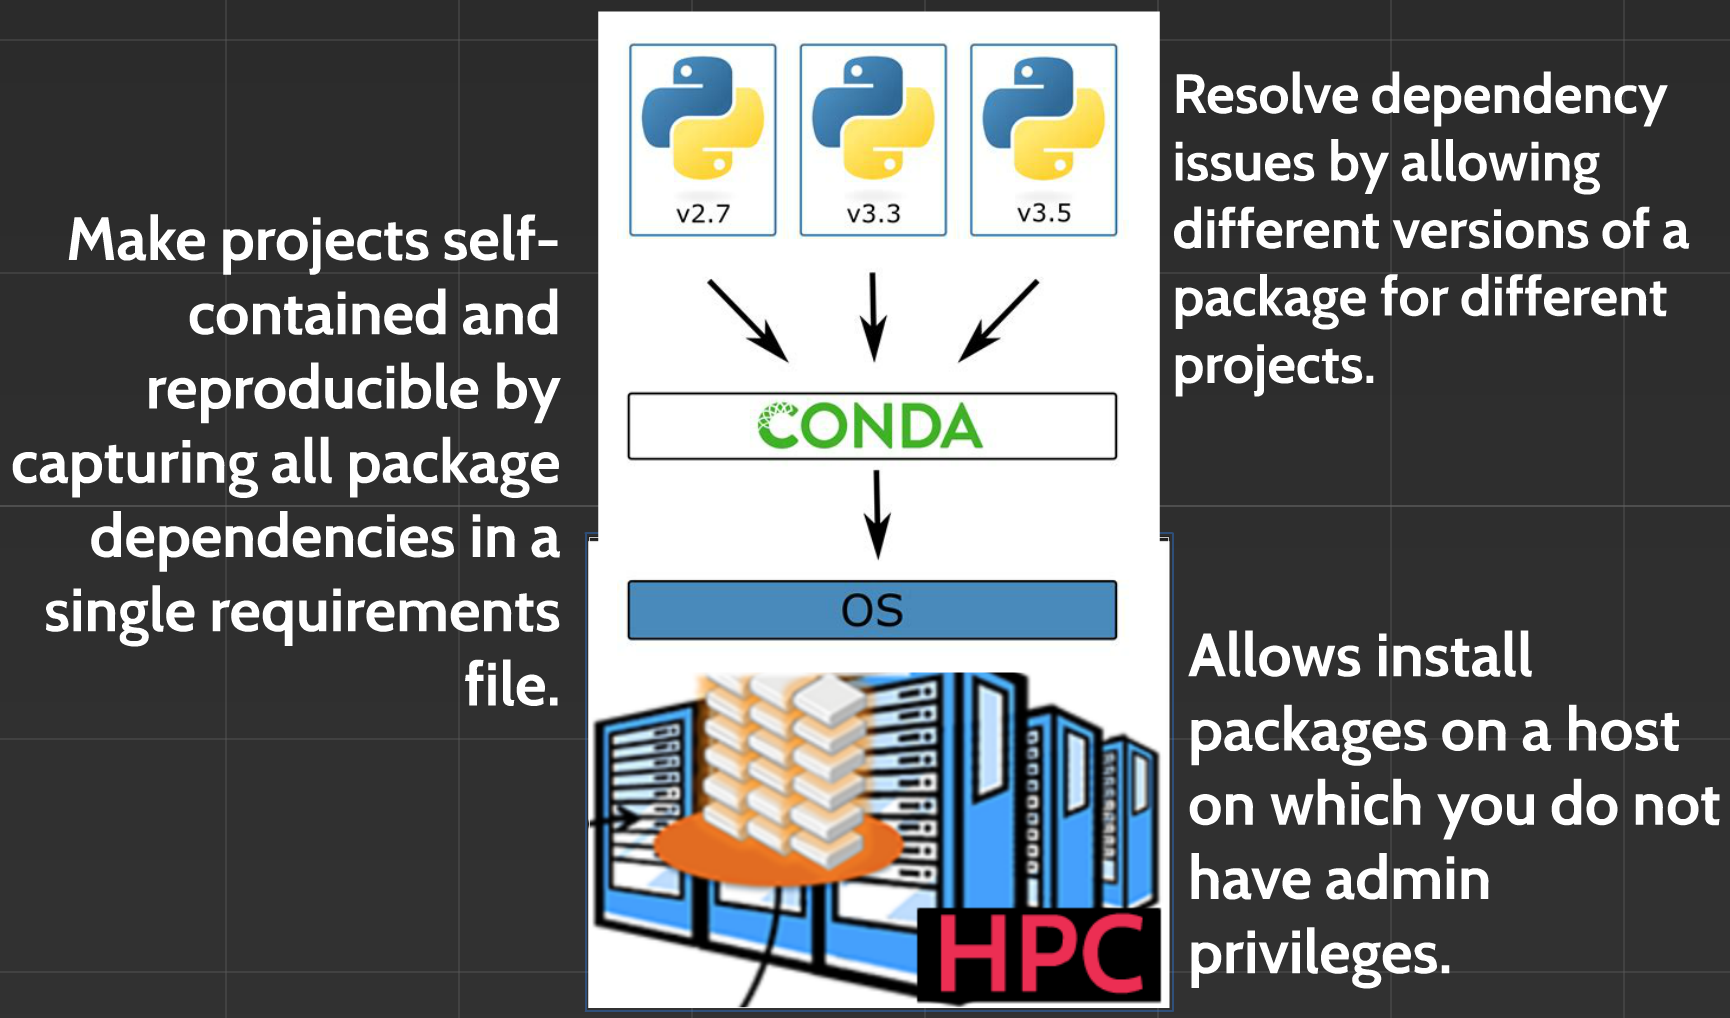 Make projects self-
contained and
reproducible by
capturing all package
dependencies in a
single requirements
file.
v2.7
v3.3
v3.5
CONDA
OS
HPC
Resolve dependency
issues by allowing
different versions of a
package for different
projects.
Allows install
packages on a host
on which you do not
have admin
privileges.